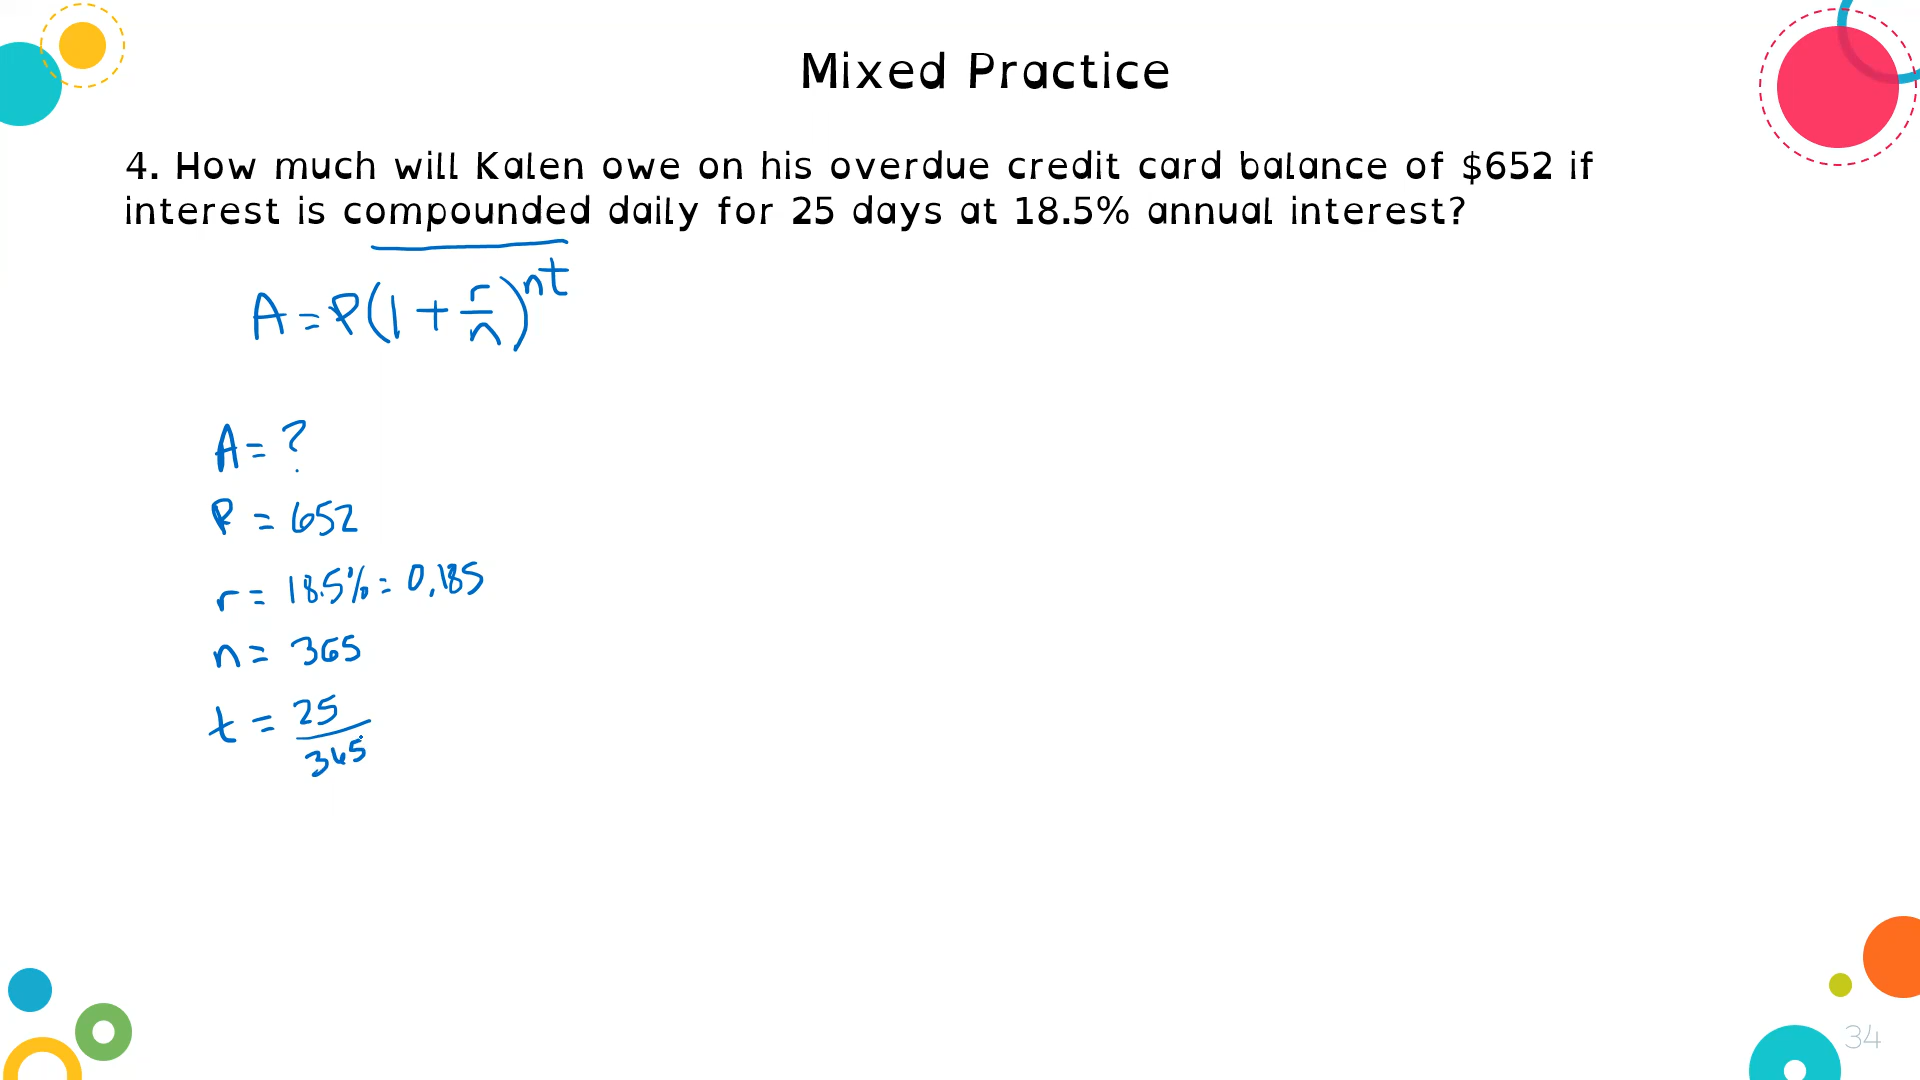 Mixed Practice
4. How much will Kalen owe on his overdue credit card balance of $652 if
interest is compounded daily for 25 days at 18.5% annual interest?
A = P(1 + r/n)^nt
A = ?
P = 652
r = 18.5% = 0.185
n = 365
t = 25/365
34